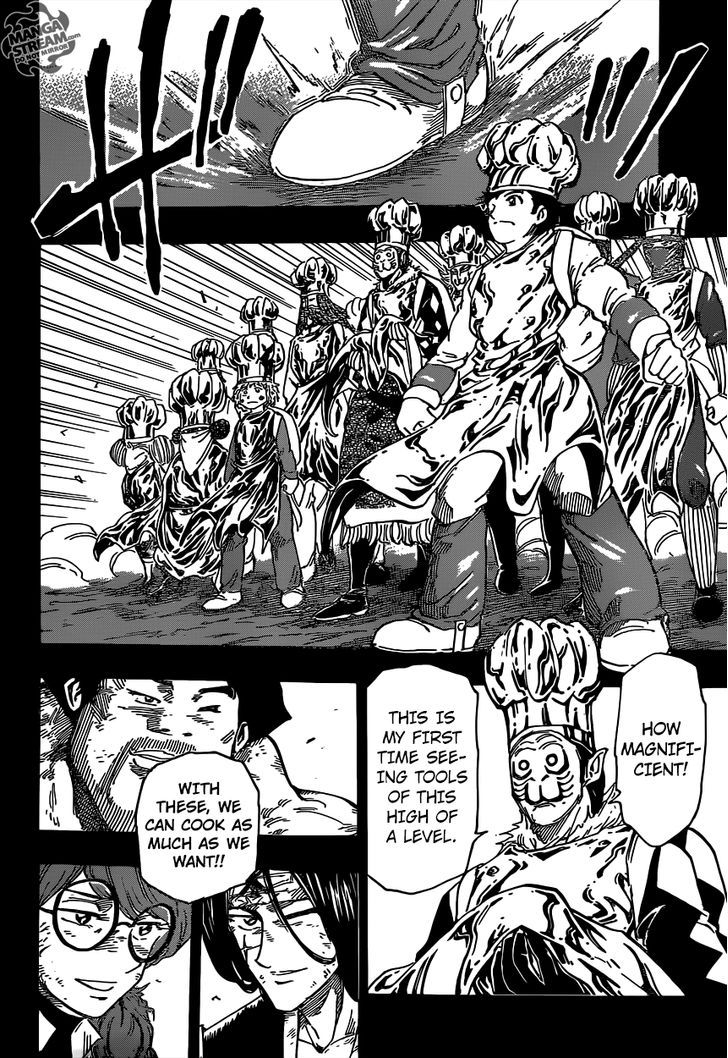 MANGA
STREAM.com
DO NOT MIRROR
HOW
MAGNIFI-
CIENT!
THIS IS
MY FIRST
TIME SEE-
ING TOOLS
OF THIS
HIGH OF
A LEVEL.
WITH
THESE, WE
CAN COOK AS
MUCH AS WE
WANT!!